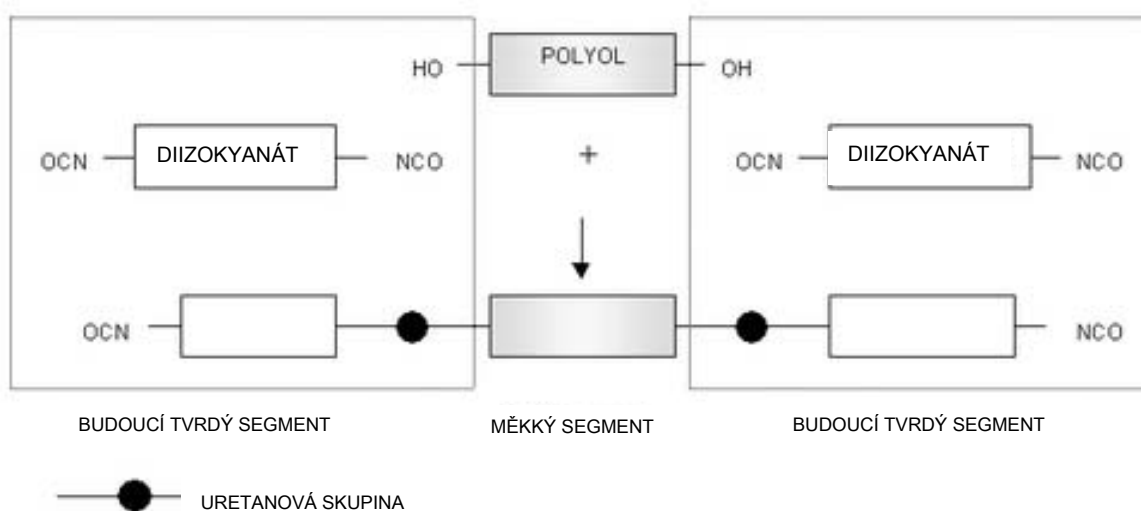 HO POLYOL OH
OCN DIIZOKYANÁT NCO + OCN DIIZOKYANÁT NCO
OCN NCO
BUDOUCÍ TVRDÝ SEGMENT MĚKKÝ SEGMENT BUDOUCÍ TVRDÝ SEGMENT
URETANOVÁ SKUPINA